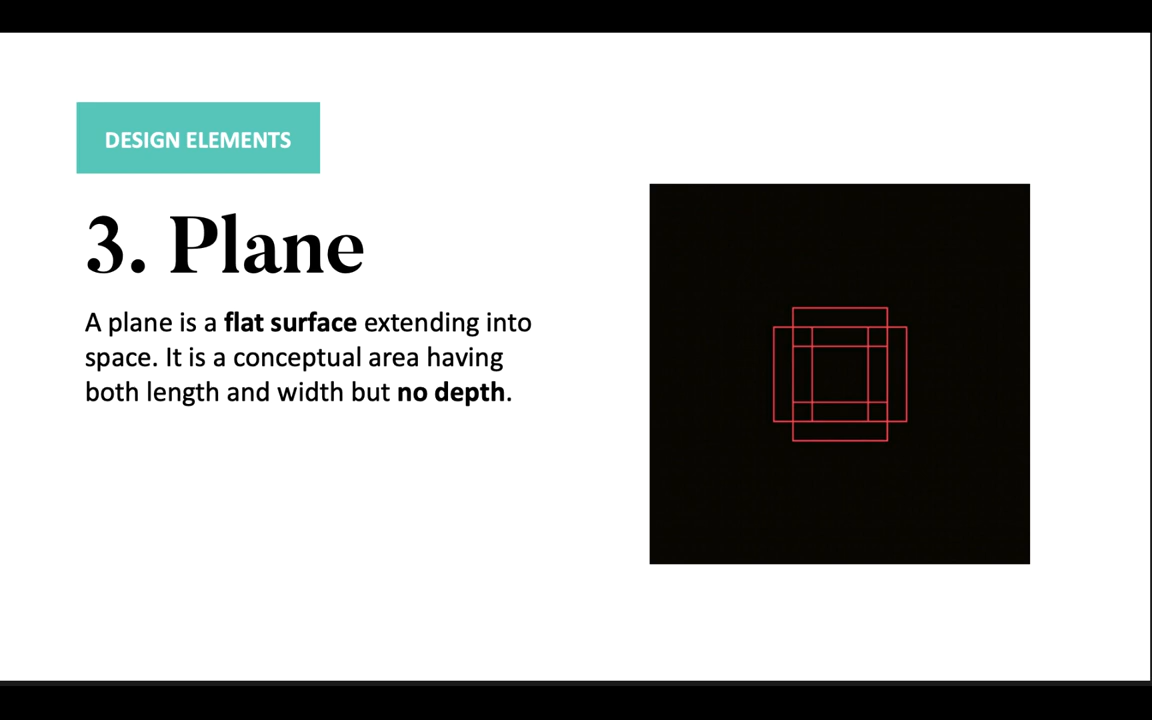 DESIGN ELEMENTS
3. Plane
A plane is a flat surface extending into
space. It is a conceptual area having
both length and width but no depth.